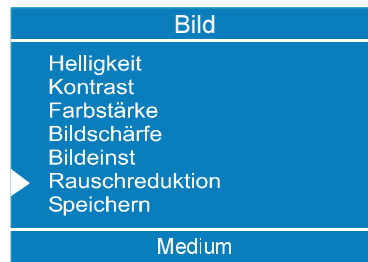 Bild
Helligkeit
Kontrast
Farbstärke
Bildschärfe
Bildeinst
Rauschreduktion
Speichern
Medium